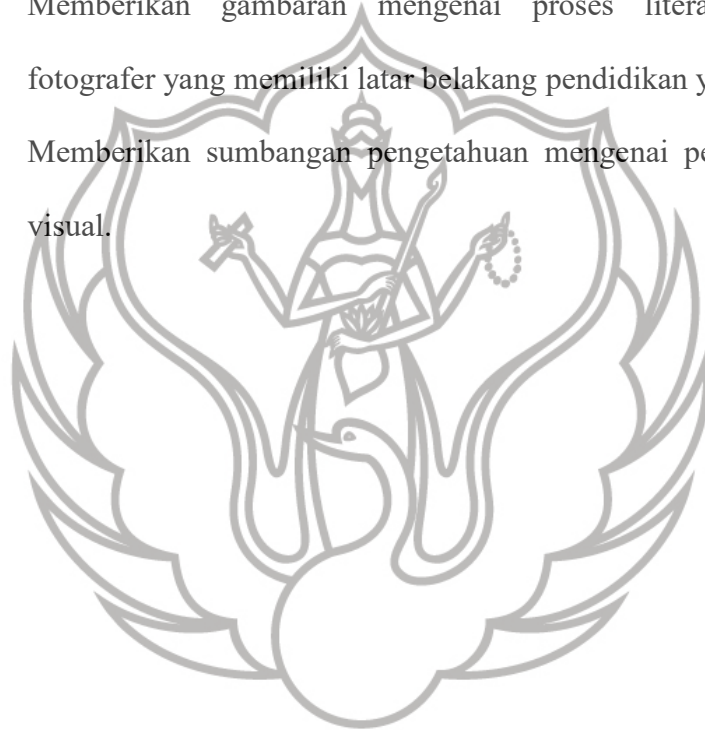 Memberikan gambaran mengenai proses
fotografer yang memiliki latar belakang pendidikan
Memberikan sumbangan pengetahuan mengenai
visual.